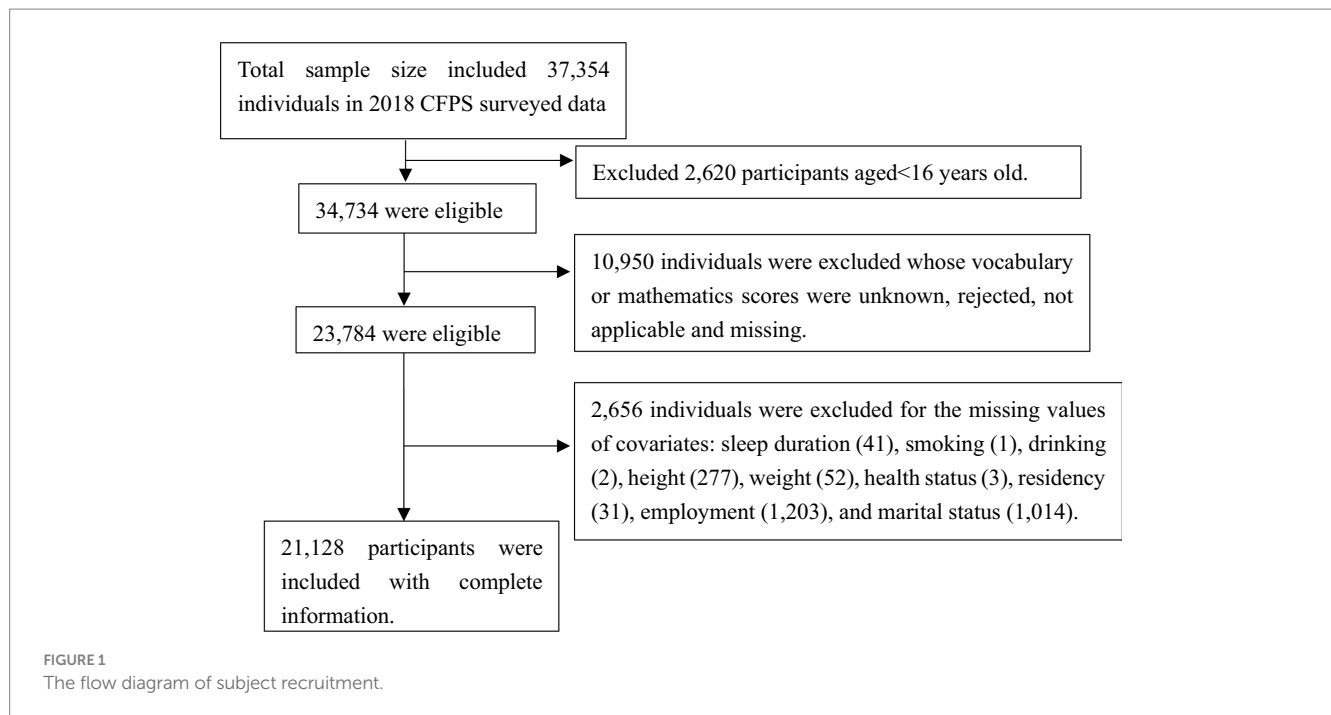 Total sample size included 37,354
individuals in 2018 CFPS surveyed data
Excluded 2,620 participants aged<16 years old.
34,734 were eligible
10,950 individuals were excluded whose vocabulary
or mathematics scores were unknown, rejected, not
applicable and missing.
23,784 were eligible
2,656 individuals were excluded for the missing values
of covariates: sleep duration (41), smoking (1), drinking
(2), height (277), weight (52), health status (3), residency
(31), employment (1,203), and marital status (1,014).
21,128 participants were
included with complete
information.
FIGURE 1
The flow diagram of subject recruitment.